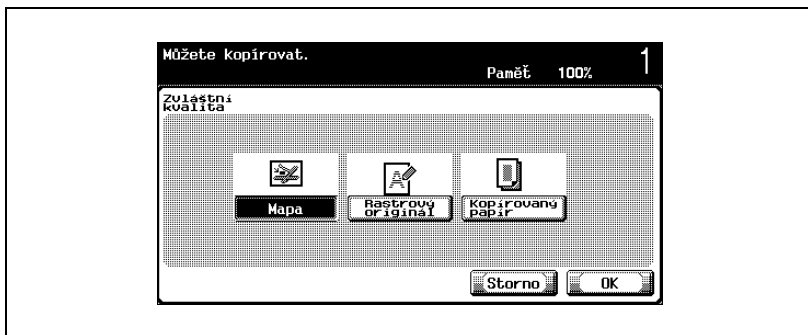 Můžete kopírovat.
Paměť 100% 1
Zvláštní
kvalita
Mapa
Rastrový
originál
Kopírovaný
papír
Storno OK